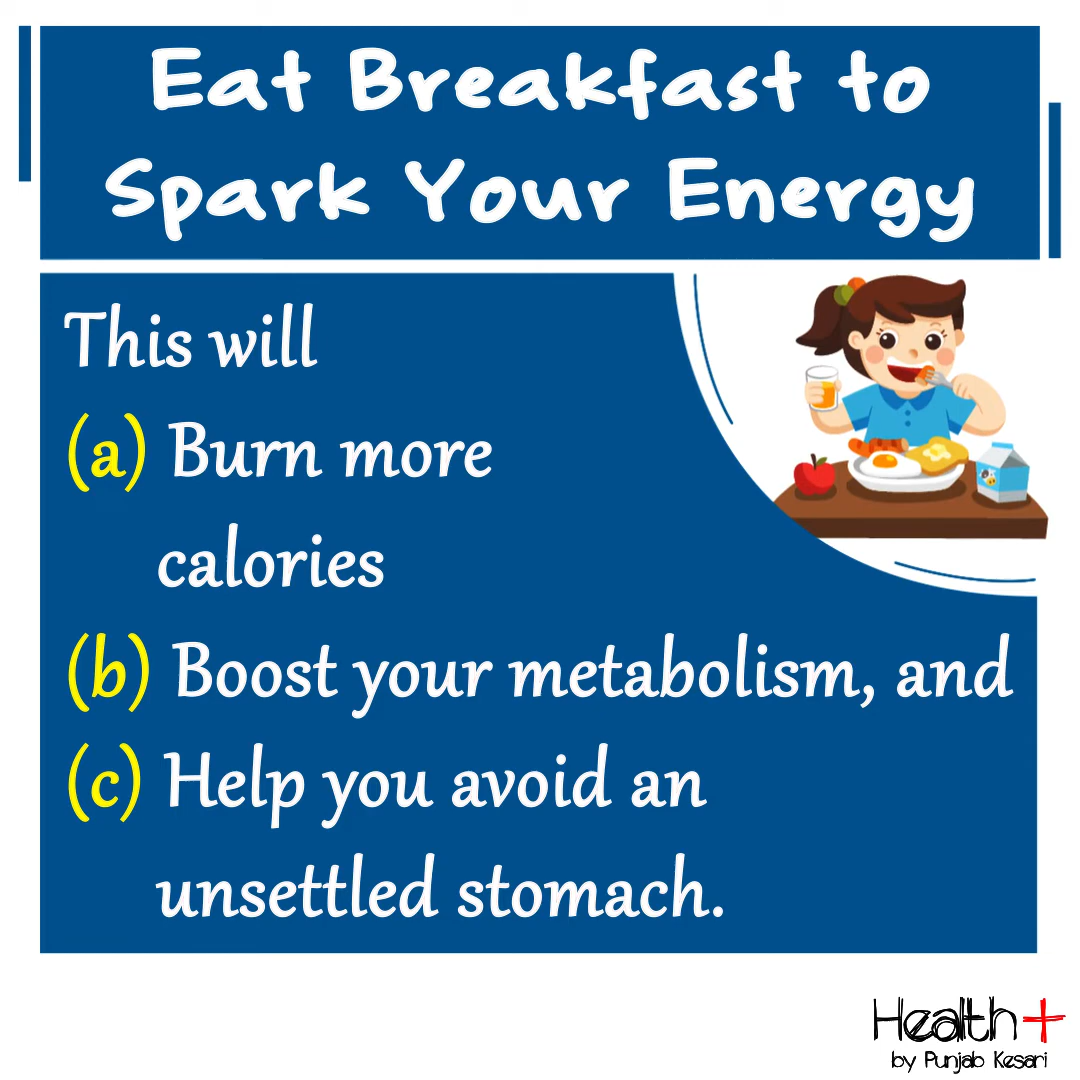 Eat Breakfast to
Spark Your Energy
This will
(a) Burn more
calories
(b) Boost your metabolism, and
(c) Help you avoid an
unsettled stomach.
Health+
by Punjab Kesari